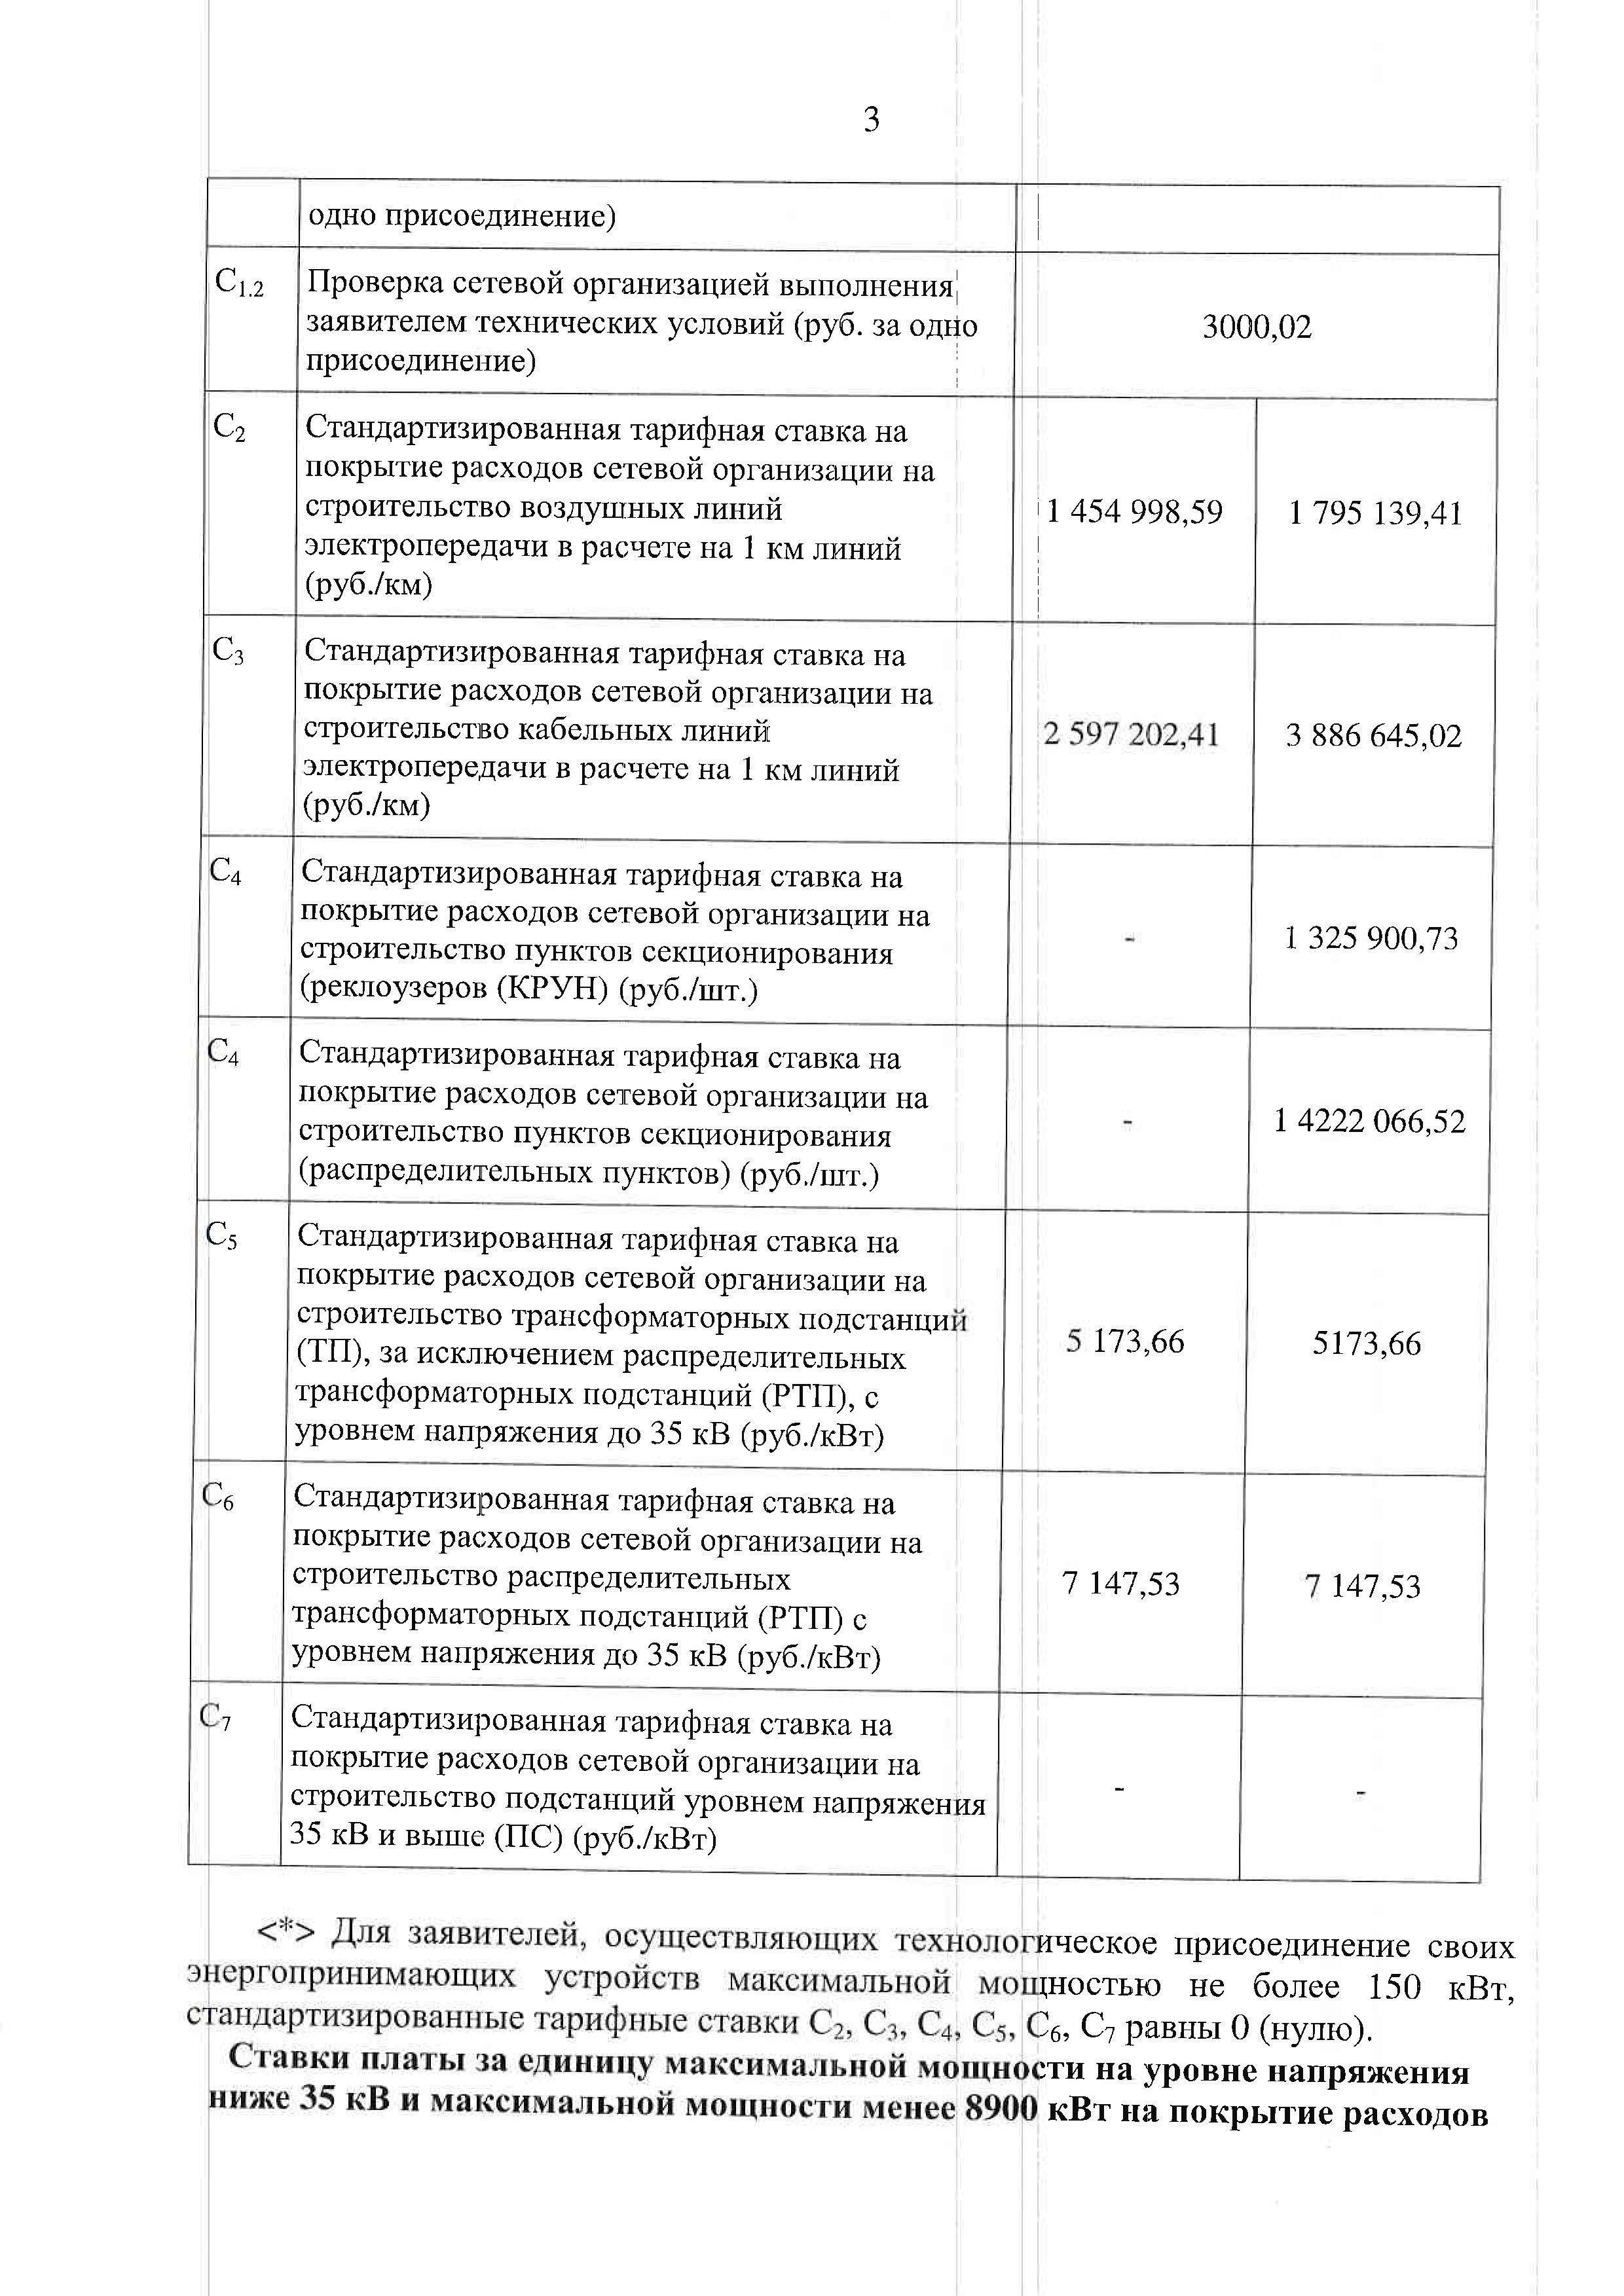 3
одно присоединение)
С1.2
Проверка сетевой организацией выполнения
заявителем технических условий (руб. за одно
присоединение)
3000,02
С2
Стандартизированная тарифная ставка на
покрытие расходов сетевой организации на
строительство воздушных линий
электропередачи в расчете на 1 км линий
(руб./км)
1 454 998,59
1 795 139,41
С3
Стандартизированная тарифная ставка на
покрытие расходов сетевой организации на
строительство кабельных линий
электропередачи в расчете на 1 км линий
(руб./км)
2 597 202,41
3 886 645,02
С4
Стандартизированная тарифная ставка на
покрытие расходов сетевой организации на
строительство пунктов секционирования
(реклоузеров (КРУН) (руб./шт.)
-
1 325 900,73
С4
Стандартизированная тарифная ставка на
покрытие расходов сетевой организации на
строительство пунктов секционирования
(распределительных пунктов) (руб./шт.)
-
1 4222 066,52
С5
Стандартизированная тарифная ставка на
покрытие расходов сетевой организации на
строительство трансформаторных подстанций
(ТП), за исключением распределительных
трансформаторных подстанций (РТП), с
уровнем напряжения до 35 кВ (руб./кВт)
5 173,66
5173,66
С6
Стандартизированная тарифная ставка на
покрытие расходов сетевой организации на
строительство распределительных
трансформаторных подстанций (РТП) с
уровнем напряжения до 35 кВ (руб./кВт)
7 147,53
7 147,53
С7
Стандартизированная тарифная ставка на
покрытие расходов сетевой организации на
строительство подстанций уровнем напряжения
35 кВ и выше (ПС) (руб./кВт)
-
-
<*> Для заявителей, осуществляющих технологическое присоединение своих
энергопринимающих устройств максимальной мощностью не более 150 кВт,
стандартизированные тарифные ставки С2, С3, С4, С5, С6, С7 равны 0 (нулю).
Ставки платы за единицу максимальной мощности на уровне напряжения
ниже 35 кВ и максимальной мощности менее 8900 кВт на покрытие расходов